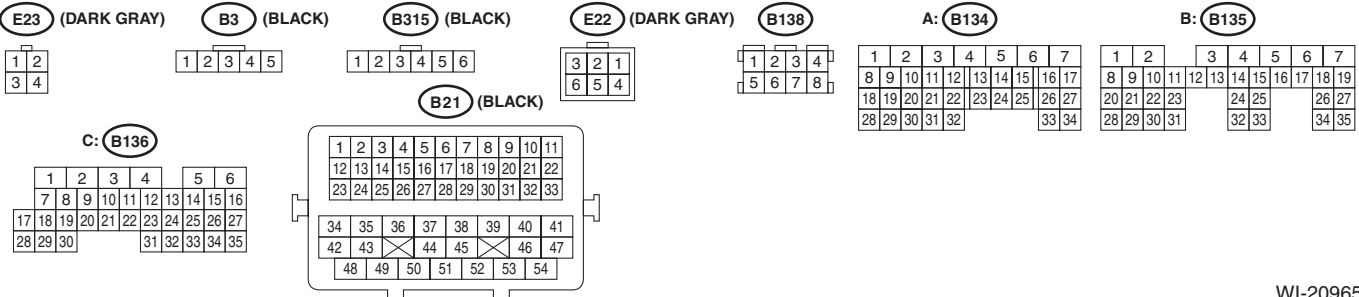 E23 (DARK GRAY)
1 2
3 4
B3 (BLACK)
1 2 3 4 5
B315 (BLACK)
1 2 3 4 5 6
E22 (DARK GRAY)
3 2 1
6 5 4
B138
1 2 3 4
5 6 7 8
A: B134
1 2 3 4 5 6 7
8 9 10 11 12 13 14 15 16 17
18 19 20 21 22 23 24 25 26 27
28 29 30 31 32 33 34
B: B135
1 2 3 4 5 6 7
8 9 10 11 12 13 14 15 16 17 18 19
20 21 22 23 24 25 26 27
28 29 30 31 32 33 34 35
C: B136
1 2 3 4 5 6
7 8 9 10 11 12 13 14 15 16
17 18 19 20 21 22 23 24 25 26 27
28 29 30 31 32 33 34 35
B21 (BLACK)
1 2 3 4 5 6 7 8 9 10 11
12 13 14 15 16 17 18 19 20 21 22
23 24 25 26 27 28 29 30 31 32 33
34 35 36 37 38 39 40 41
42 43 44 45 46 47
48 49 50 51 52 53 54
WI-20965